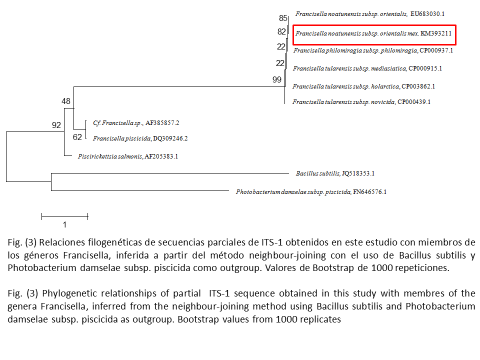 85
Francisella noatunensis subsp. orientalis, EU683030.1
82
Francisella noatunensis subsp. orientalis mex, KM393211
22
Francisella philomiragia subsp. philomiragia, CP000937.1
22
Francisella tularensis subsp. mediasiatica, CP000915.1
99
Francisella tularensis subsp. holarctica, CP003862.1
48
Francisella tularensis subsp. novicida, CP000439.1
Cf. Francisella sp., AF385857.2
92
62
Francisella piscicida, DQ309246.2
Piscirickettsia salmonis, AF205383.1
Bacillus subtilis, JQ518353.1
Photobacterium damselae subsp. piscicida, FN646576.1
1
Fig. (3) Relaciones filogenéticas de secuencias parciales de ITS-1 obtenidos en este estudio con miembros de
los géneros Francisella, inferida a partir del método neighbour-joining con el uso de Bacillus subtilis y
Photobacterium damselae subsp. piscicida como outgroup. Valores de Bootstrap de 1000 repeticiones.
Fig. (3) Phylogenetic relationships of partial ITS-1 sequence obtained in this study with membres of the
genera Francisella, inferred from the neighbour-joining method using Bacillus subtilis and Photobacterium
damselae subsp. piscicida as outgroup. Bootstrap values from 1000 replicates